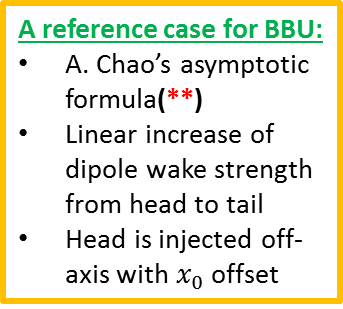 A reference case for BBU:
• A. Chao's asymptotic
formula(**)
• Linear increase of
dipole wake strength
from head to tail
• Head is injected off-
axis with x₀ offset